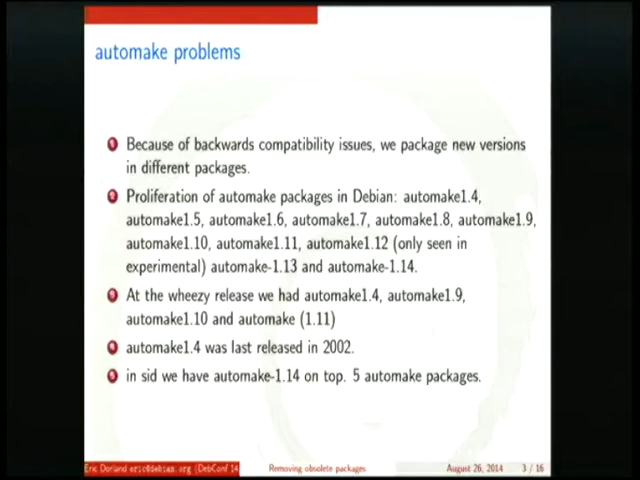 automake problems
Because of backwards compatibility issues, we package new versions
in different packages.
Proliferation of automake packages in Debian: automake1.4,
automake1.5, automake1.6, automake1.7, automake1.8, automake1.9,
automake1.10, automake1.11, automake1.12 (only seen in
experimental) automake-1.13 and automake-1.14.
At the wheezy release we had automake1.4, automake1.9,
automake1.10 and automake (1.11)
automake1.4 was last released in 2002.
in sid we have automake-1.14 on top. 5 automake packages.
Eric Dorland eric@debian.org (DebConf 14
Removing obsolete packages
August 26, 2014
3 / 16